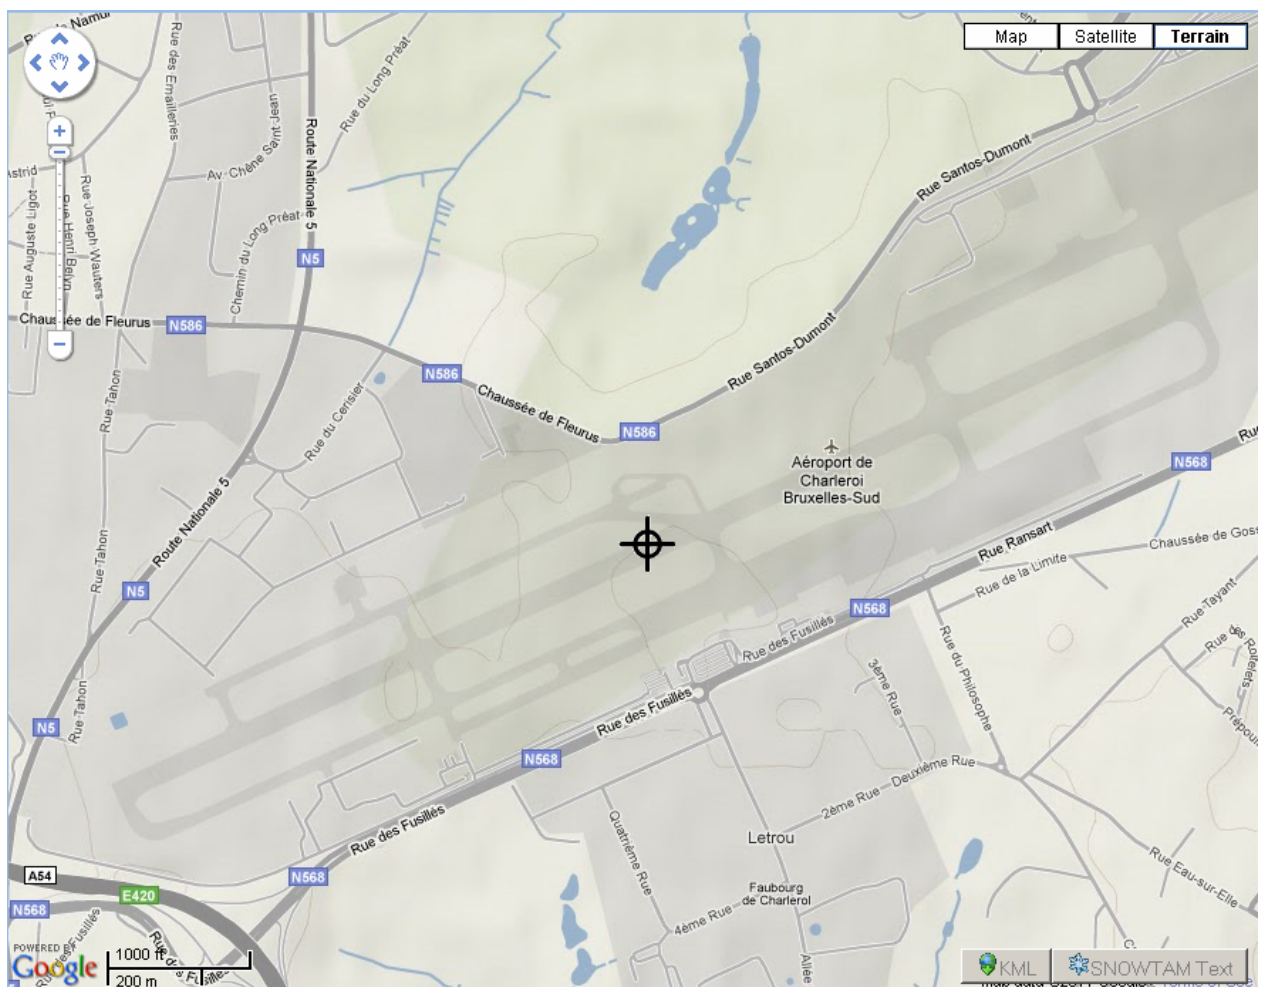 Map
Satellite
Terrain
Rue des Emailleries
Rue du Long Préat
Route Nationale 5
Av-Chêne Saint-Jean
Rue Auguste Ligot
Rue Henri Belyn
Rue Joseph Wauters
Chemin du Long Préat
N5
Rue Santos-Dumont
Chaussée de Fleurus
N586
N586
Chaussée de Fleurus
N586
Rue Santos-Dumont
Rue du Cerisier
Rue Tahon
Aéroport de
Charleroi
Bruxelles-Sud
N568
Route Nationale 5
Rue Tahon
N5
Rue Ransart
Chaussée de Goss
Rue de la Limite
N568
Rue des Fusillés
Rue Tayant
Rue du Philosophe
3ème Rue
Rue Tahon
N5
Rue des Fusillés
N568
2ème Rue
Deuxième Rue
Rue des Fusillés
Quatrième Rue
Letrou
Rue Eau-sur-Elle
A54
E420
N568
N568
Faubourg
de Charleroi
4ème Rue
Allée
POWERED BY
Google
1000 ft
200 m
KML
SNOWTAM Text